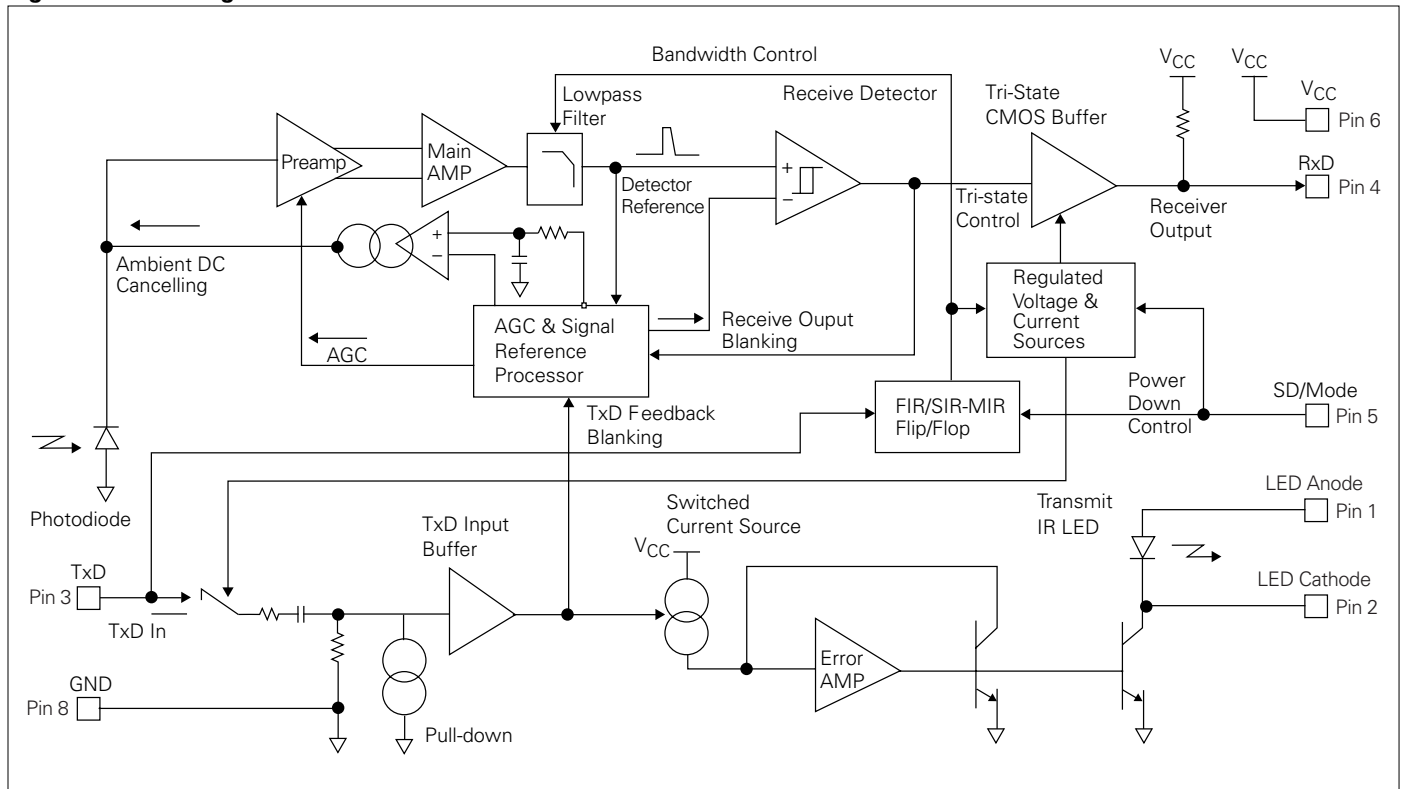 Bandwidth Control
VCC
VCC
VCC
Pin 6
Lowpass
Filter
Receive Detector
Tri-State
CMOS Buffer
Preamp
Main
AMP
+
−
Detector
Reference
Tri-state
Control
Receiver
Output
RxD
Pin 4
Ambient DC
Cancelling
+
−
AGC
AGC & Signal
Reference
Processor
Receive Ouput
Blanking
Regulated
Voltage &
Current
Sources
TxD Feedback
Blanking
FIR/SIR-MIR
Flip/Flop
Power
Down
Control
SD/Mode
Pin 5
Photodiode
TxD Input
Buffer
Switched
Current Source
VCC
Transmit
IR LED
LED Anode
Pin 1
TxD
Pin 3
TxD In
LED Cathode
Pin 2
Error
AMP
GND
Pin 8
Pull-down